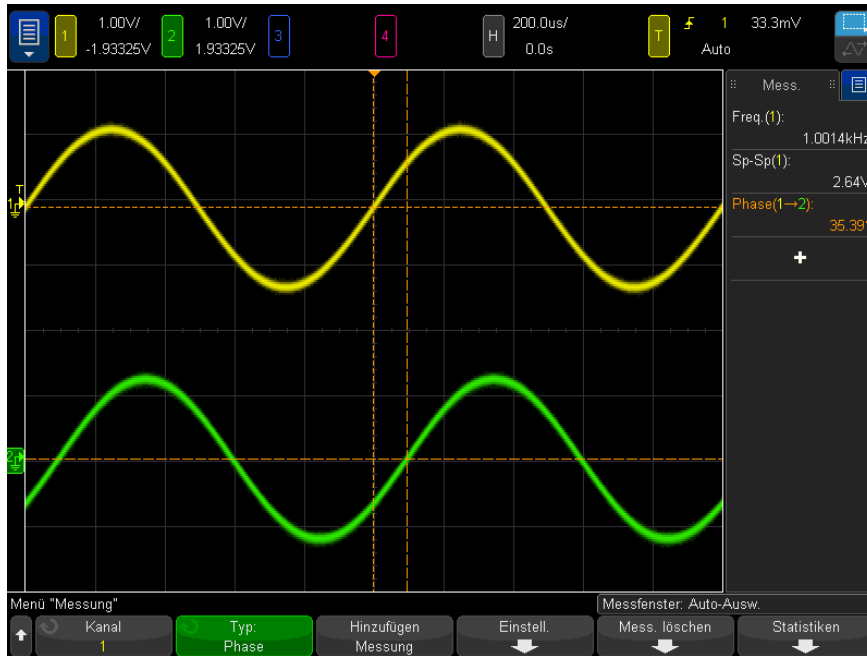 1 1.00V/ 2 1.00V/ 3 4 H 200.0us/ T 1 33.3mV
-1.93325V 1.93325V 0.0s Auto
Mess.
Freq.(1):
1.0014kHz
Sp-Sp(1):
2.64V
Phase(1→2):
35.39°
+
T
1
2
Menü "Messung"
Messfenster: Auto-Ausw.
Kanal
1
Typ:
Phase
Hinzufügen
Messung
Einstell.
Mess. löschen
Statistiken